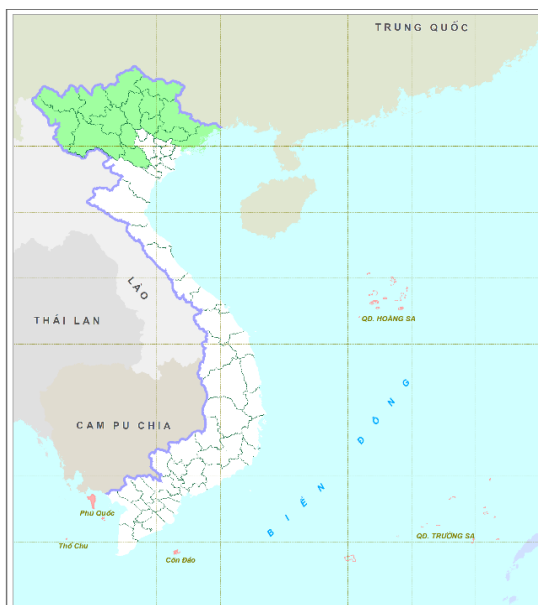 TRUNG QUỐC
LÀO
THÁI LAN
QĐ. HOÀNG SA
CAM PU CHIA
BIỂN ĐÔNG
Phú Quốc
Thổ Chu
Côn Đảo
QĐ. TRƯỜNG SA